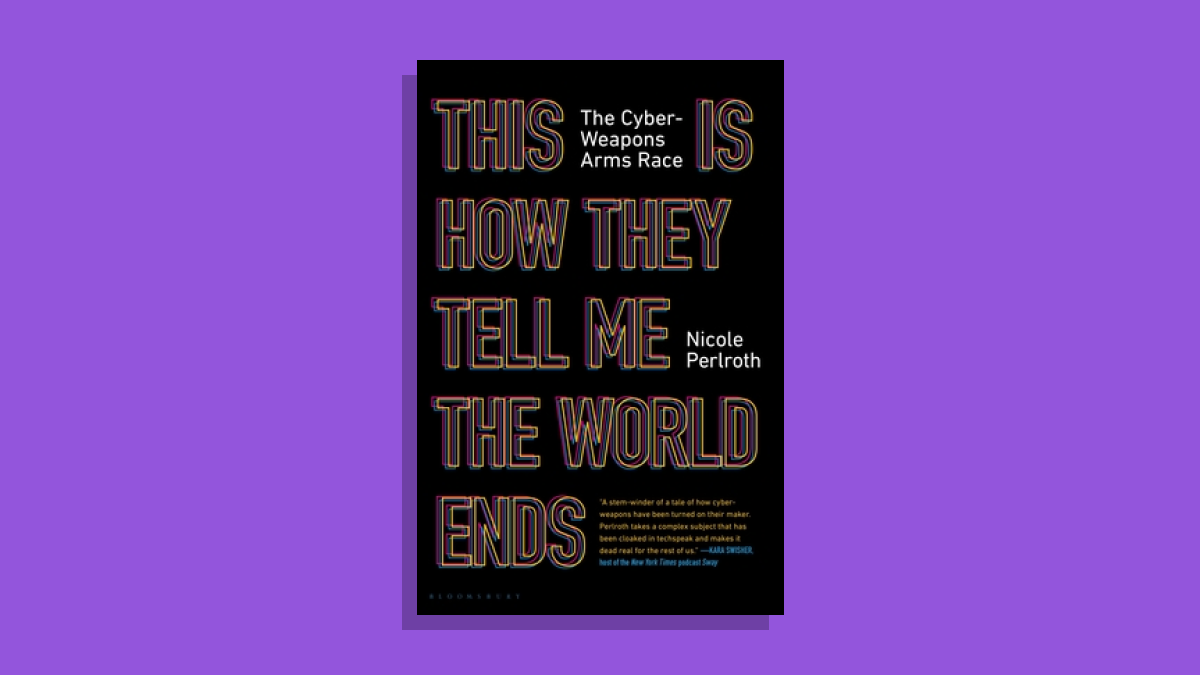 THIS IS
The Cyber-
Weapons
Arms Race
HOW THEY
TELL ME
Nicole
Perlroth
THE WORLD
ENDS
"A stem-winder of a tale of how cyber-
weapons have been turned on their maker.
Perlroth takes a complex subject that has
been cloaked in techspeak and makes it
dead real for the rest of us." —KARA SWISHER,
host of the New York Times podcast Sway
BLOOMSBURY